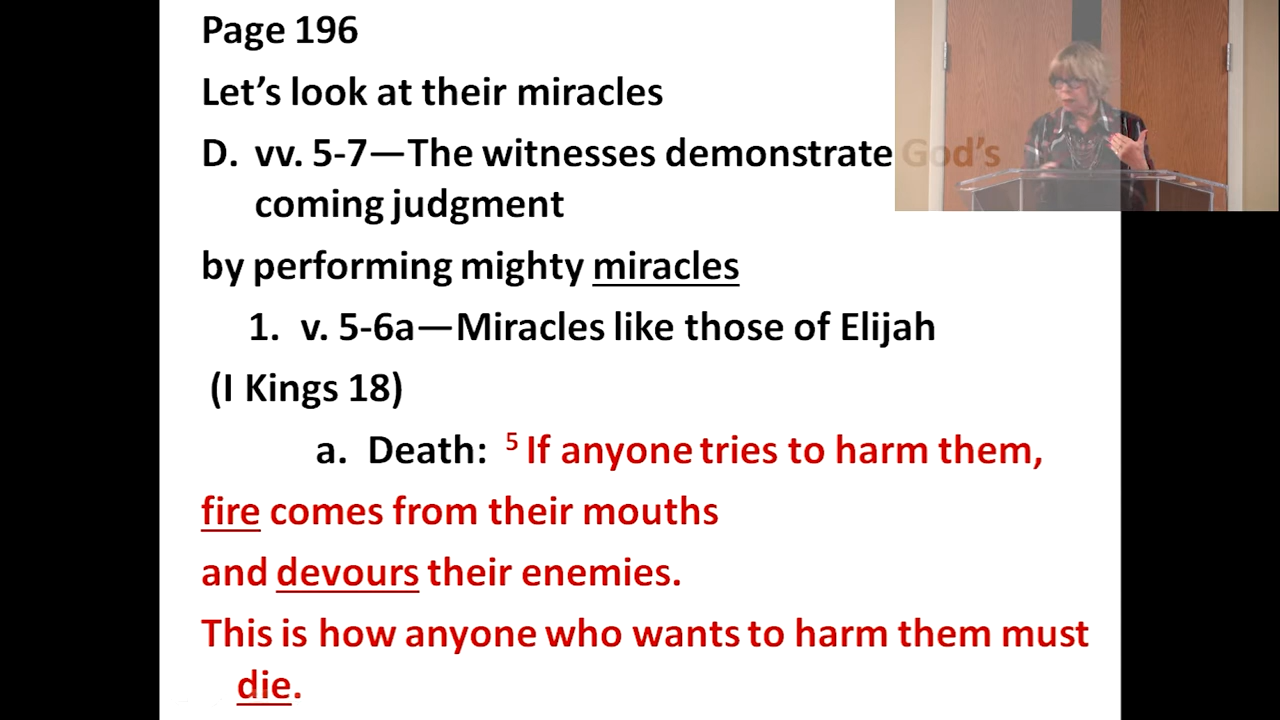 Page 196
Let’s look at their miracles
D. vv. 5-7—The witnesses demonstrate God’s
coming judgment
by performing mighty miracles
1. v. 5-6a—Miracles like those of Elijah
(I Kings 18)
a. Death: 5 If anyone tries to harm them,
fire comes from their mouths
and devours their enemies.
This is how anyone who wants to harm them must
die.